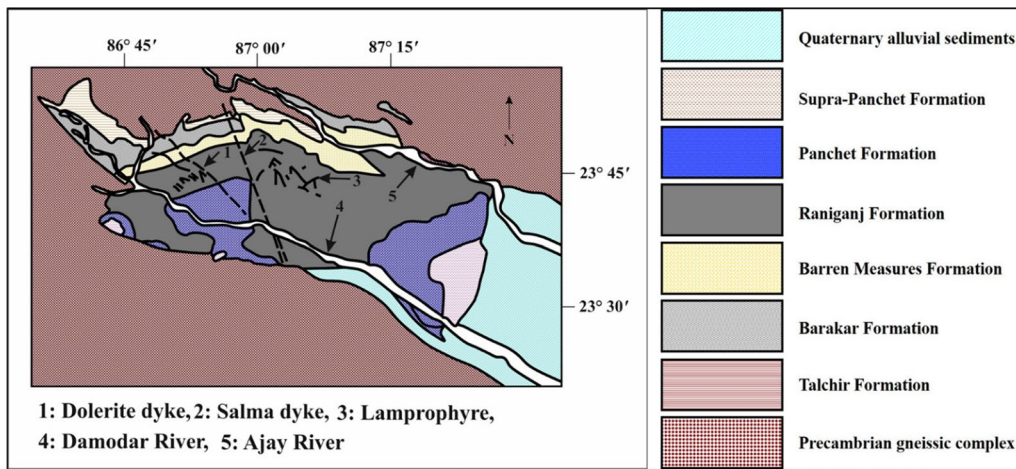 86° 45′ 87° 00′ 87° 15′
N
1
2
3
4
5
23° 45′
23° 30′
1: Dolerite dyke, 2: Salma dyke, 3: Lamprophyre,
4: Damodar River, 5: Ajay River
Quaternary alluvial sediments
Supra-Panchet Formation
Panchet Formation
Raniganj Formation
Barren Measures Formation
Barakar Formation
Talchir Formation
Precambrian gneissic complex